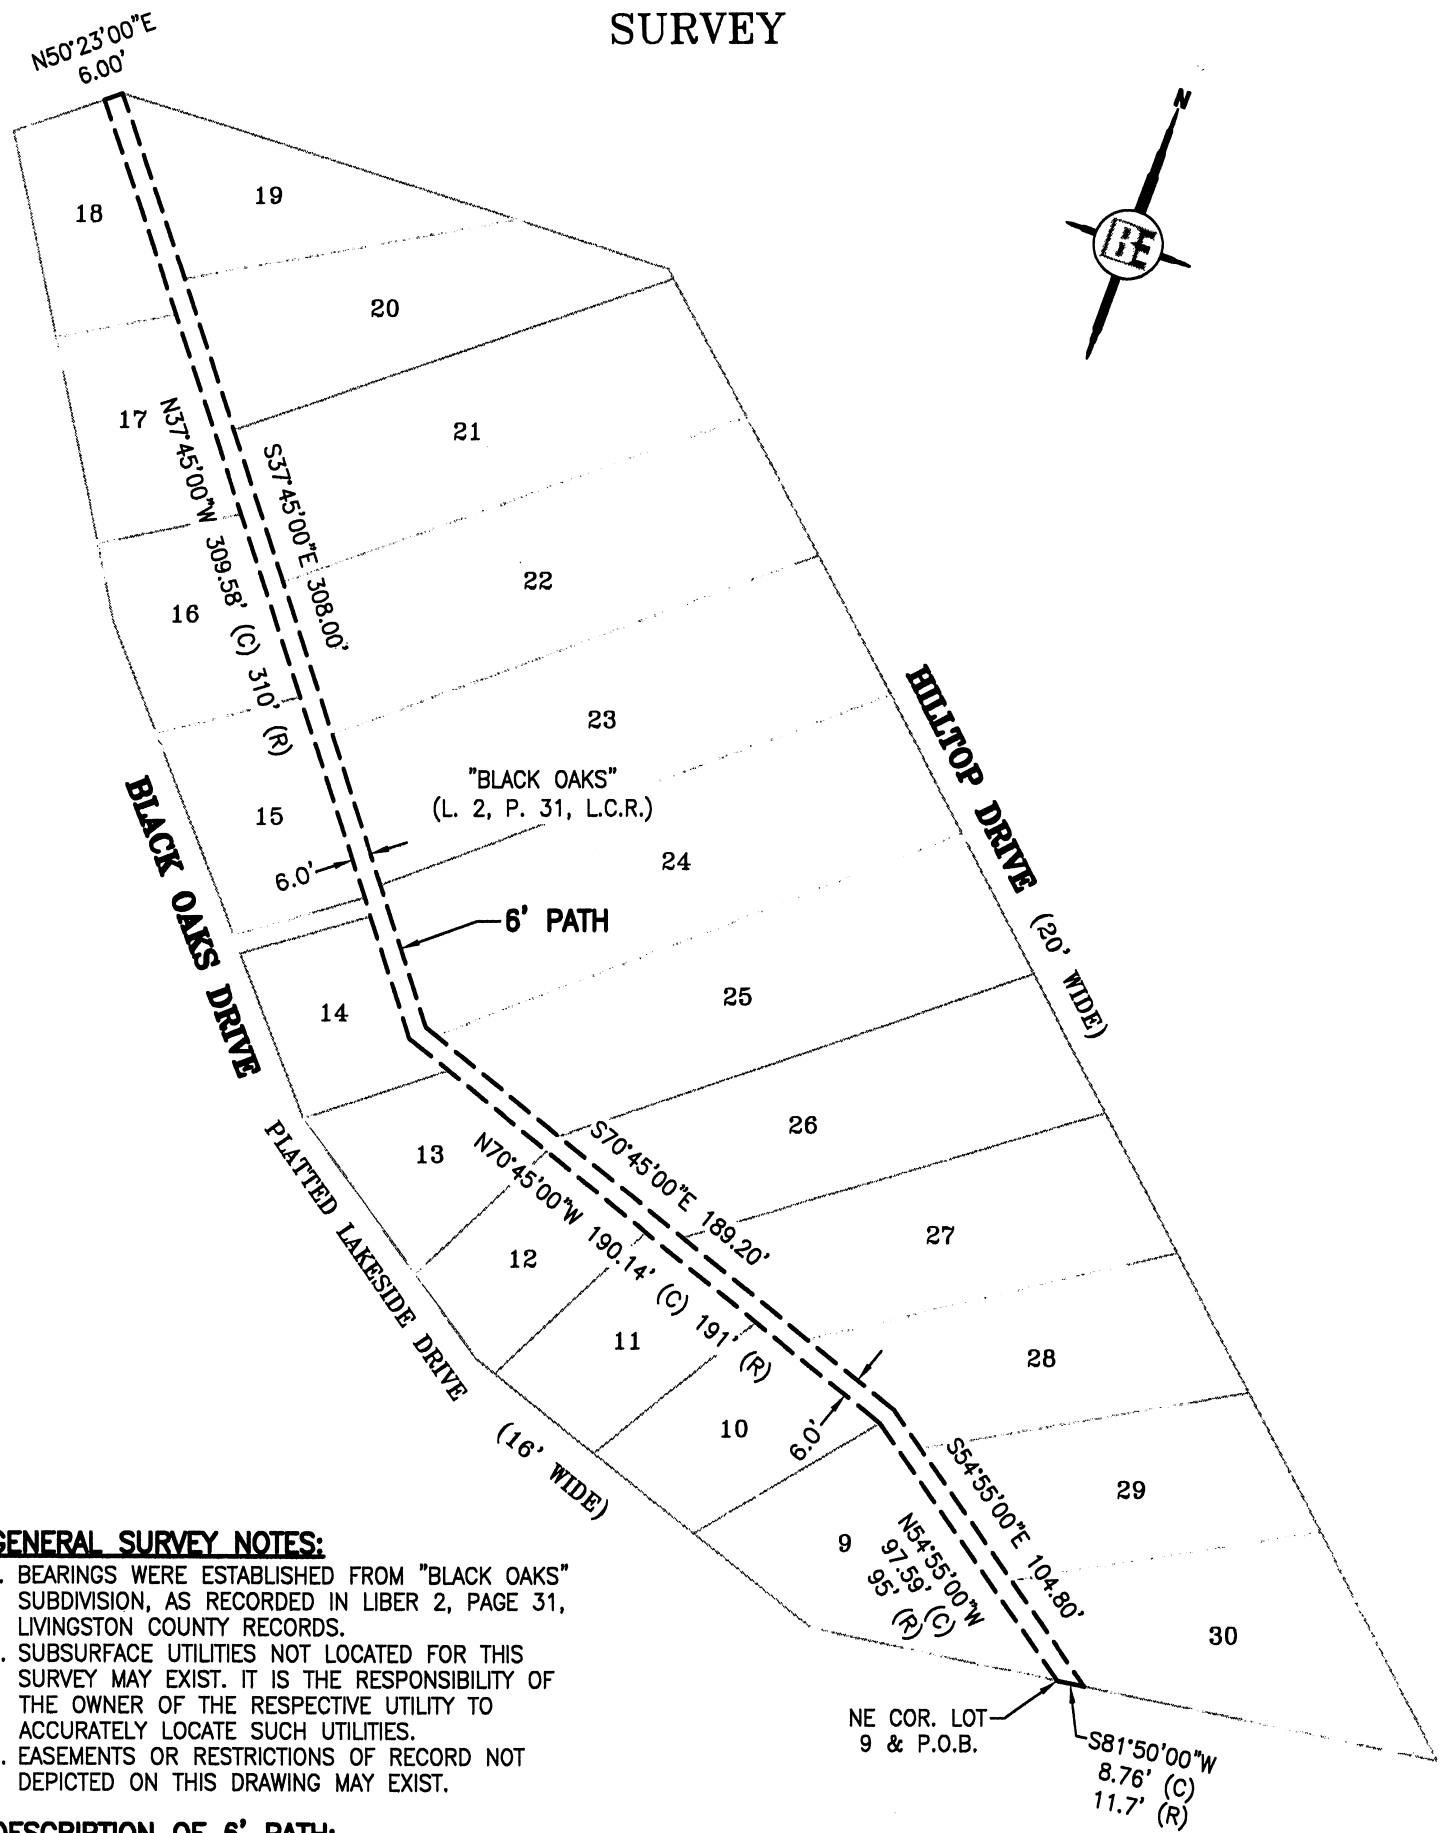 SURVEY
N50°23'00"E
6.00'
N
BE
18
19
20
17
21
N37°45'00"W 309.58' (C) 310' (R)
S37°45'00"E 308.00'
16
22
23
HILLTOP DRIVE (20' WIDE)
"BLACK OAKS"
(L. 2, P. 31, L.C.R.)
15
BLACK OAKS DRIVE
24
6.0'
6' PATH
25
14
26
13
S70°45'00"E 189.20'
N70°45'00"W 190.14' (C) 191' (R)
PLATTED LAKESIDE DRIVE (16' WIDE)
27
12
11
28
10
6.0'
S54°55'00"E 104.80'
29
9
N54°55'00"W
97.59' (C)
95' (R)
30
GENERAL SURVEY NOTES:
. BEARINGS WERE ESTABLISHED FROM "BLACK OAKS"
SUBDIVISION, AS RECORDED IN LIBER 2, PAGE 31,
LIVINGSTON COUNTY RECORDS.
. SUBSURFACE UTILITIES NOT LOCATED FOR THIS
SURVEY MAY EXIST. IT IS THE RESPONSIBILITY OF
THE OWNER OF THE RESPECTIVE UTILITY TO
ACCURATELY LOCATE SUCH UTILITIES.
. EASEMENTS OR RESTRICTIONS OF RECORD NOT
DEPICTED ON THIS DRAWING MAY EXIST.
NE COR. LOT
9 & P.O.B.
S81°50'00"W
8.76' (C)
11.7' (R)
DESCRIPTION OF 6' PATH: